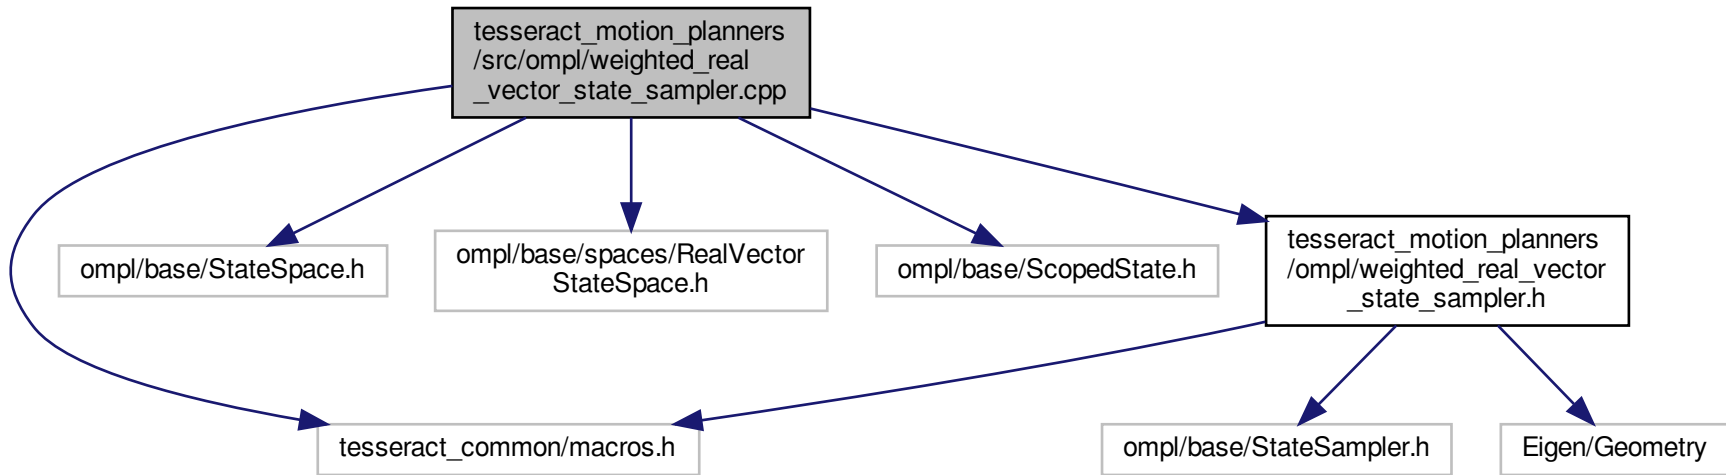 tesseract_motion_planners
/src/ompl/weighted_real
_vector_state_sampler.cpp
ompl/base/StateSpace.h
ompl/base/spaces/RealVector
StateSpace.h
ompl/base/ScopedState.h
tesseract_motion_planners
/ompl/weighted_real_vector
_state_sampler.h
tesseract_common/macros.h
ompl/base/StateSampler.h
Eigen/Geometry